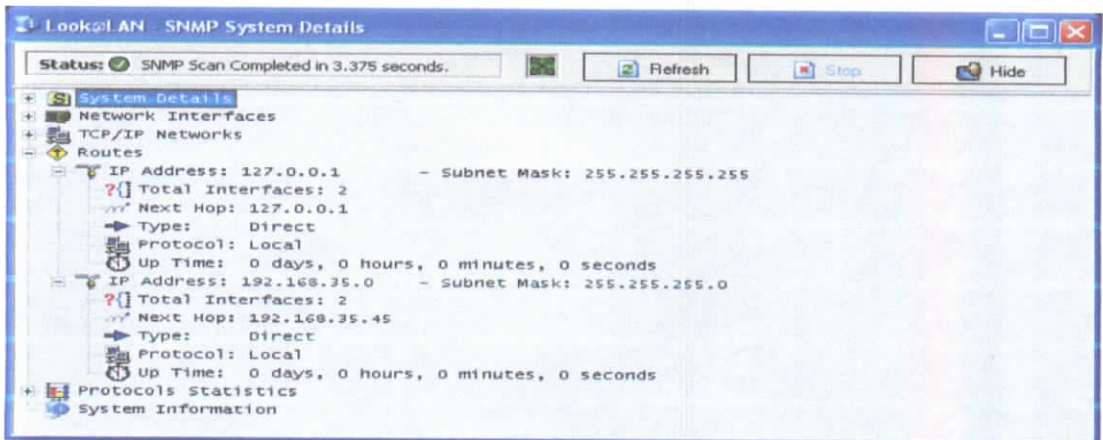 Look@LAN - SNMP System Details
Status: SNMP Scan Completed in 3.375 seconds.
Refresh
Stop
Hide
System Details
Network Interfaces
TCP/IP Networks
Routes
IP Address: 127.0.0.1 - Subnet Mask: 255.255.255.255
Total Interfaces: 2
Next Hop: 127.0.0.1
Type: Direct
Protocol: Local
Up Time: 0 days, 0 hours, 0 minutes, 0 seconds
IP Address: 192.168.35.0 - Subnet Mask: 255.255.255.0
Total Interfaces: 2
Next Hop: 192.168.35.45
Type: Direct
Protocol: Local
Up Time: 0 days, 0 hours, 0 minutes, 0 seconds
Protocols Statistics
System Information